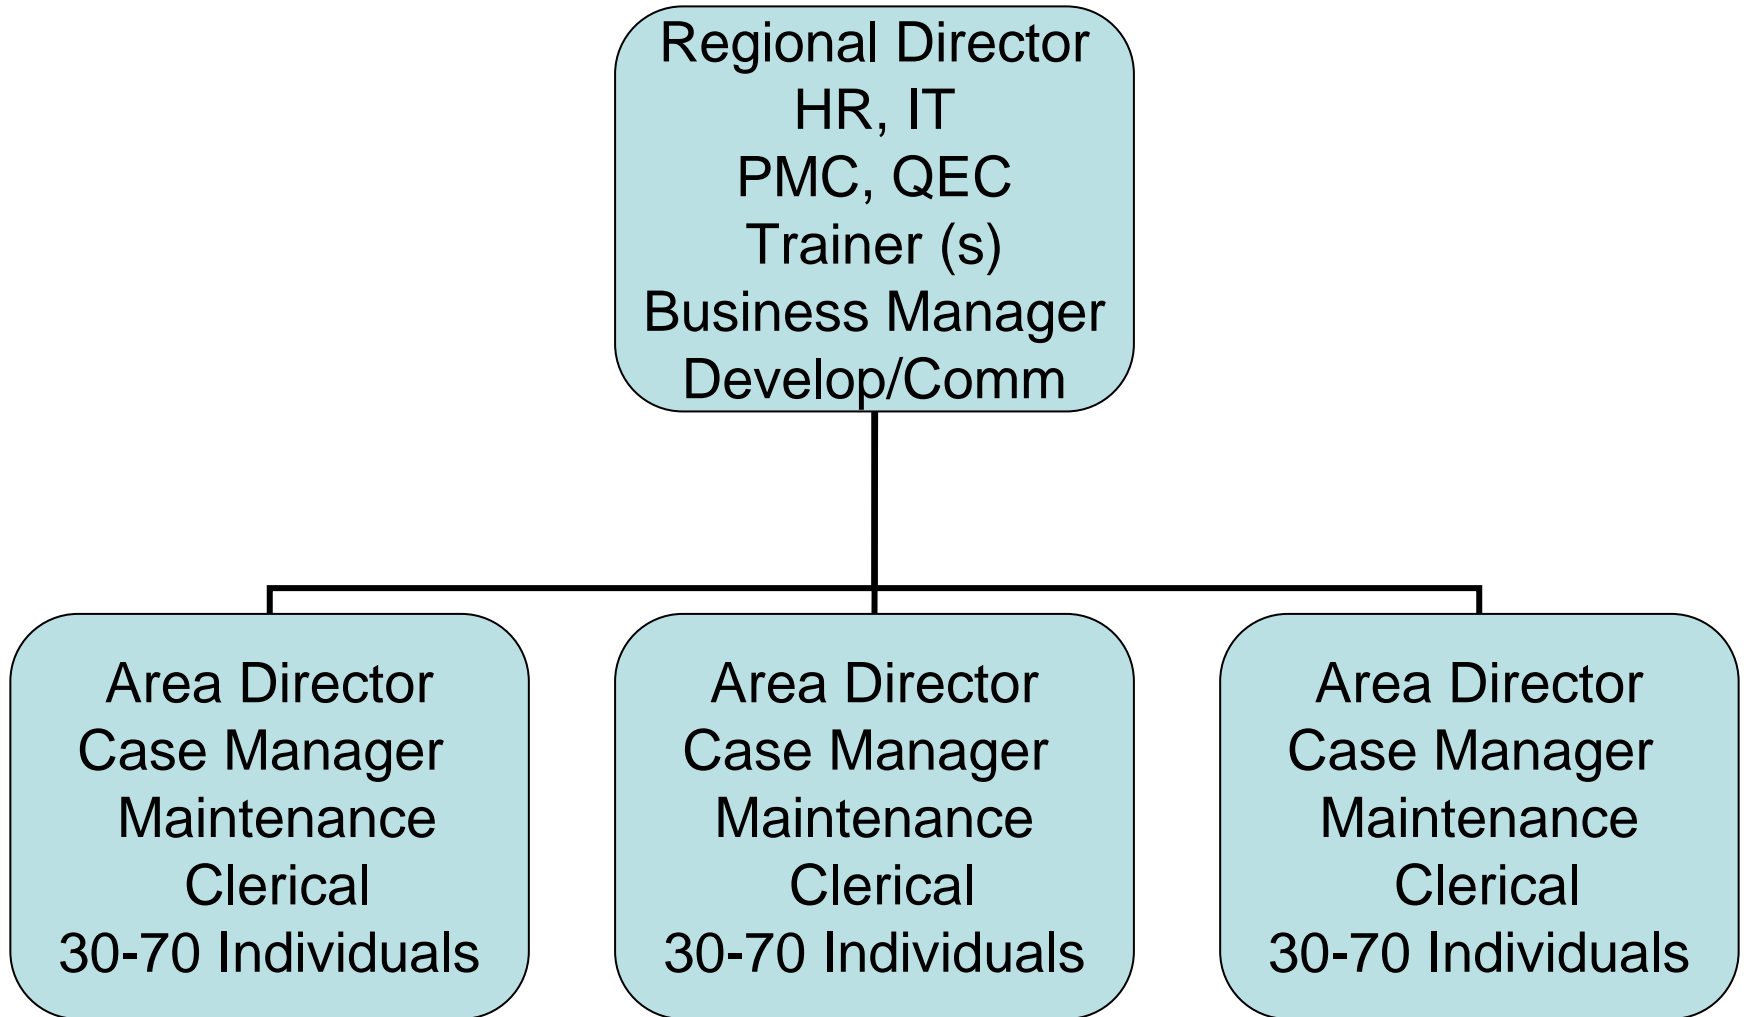 Regional Director
HR, IT
PMC, QEC
Trainer (s)
Business Manager
Develop/Comm
Area Director
Case Manager
Maintenance
Clerical
30-70 Individuals
Area Director
Case Manager
Maintenance
Clerical
30-70 Individuals
Area Director
Case Manager
Maintenance
Clerical
30-70 Individuals